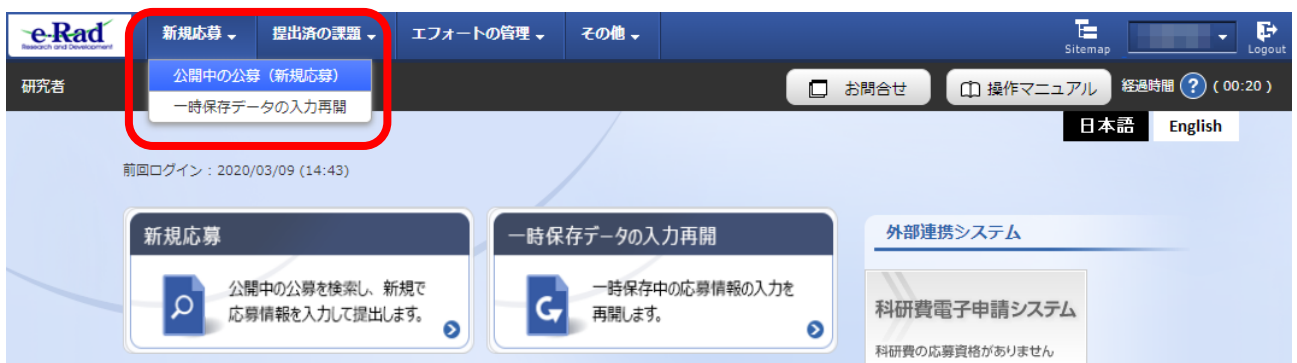 e-Rad
Research and Development
新規応募
提出済の課題
エフォートの管理
その他
Sitemap
Logout
公開中の公募（新規応募）
一時保存データの入力再開
研究者
お問合せ
操作マニュアル
経過時間 ? ( 00:20 )
日本語
English
前回ログイン : 2020/03/09 (14:43)
新規応募
公開中の公募を検索し、新規で
応募情報を入力して提出します。
一時保存データの入力再開
一時保存中の応募情報の入力を
再開します。
外部連携システム
科研費電子申請システム
科研費の応募資格がありません